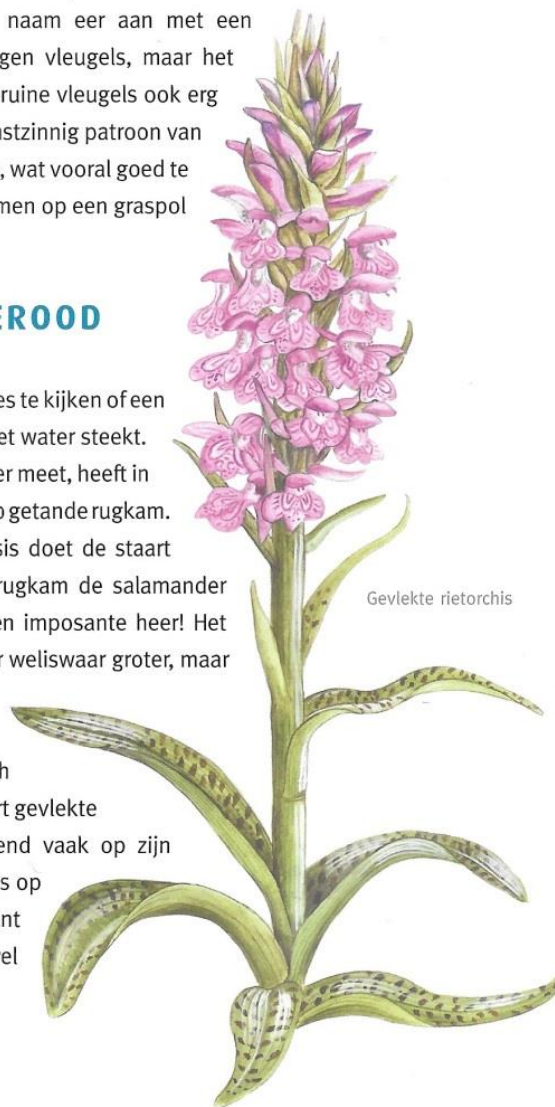 naam eer aan met een
gen vleugels, maar het
ruine vleugels ook erg
nstzinnig patroon van
, wat vooral goed te
men op een graspol
EROOD
es te kijken of een
et water steekt.
er meet, heeft in
p getande rugkam.
sis doet de staart
rugkam de salamander
en imposante heer! Het
r weliswaar groter, maar
Gevlekte rietorchis
h
rt gevlekte
end vaak op zijn
s op
nt
el